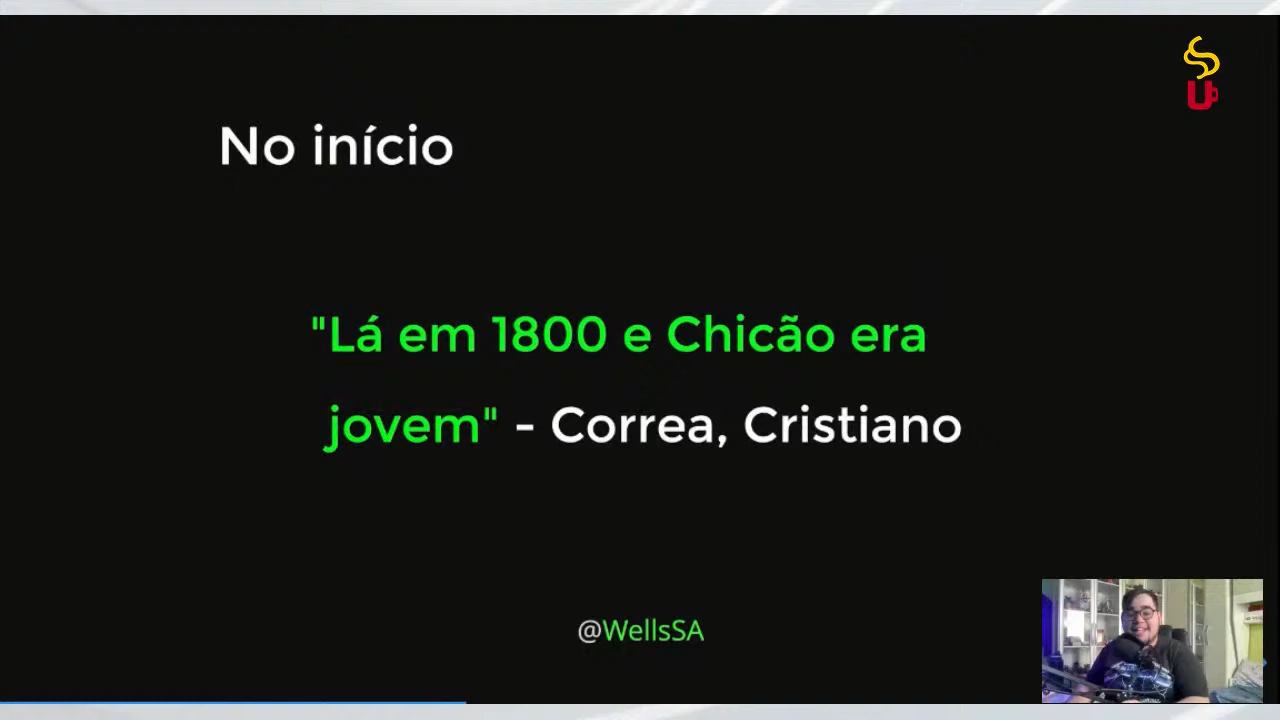 No início
"Lá em 1800 e Chicão era
jovem" - Correa, Cristiano
@WellsSA